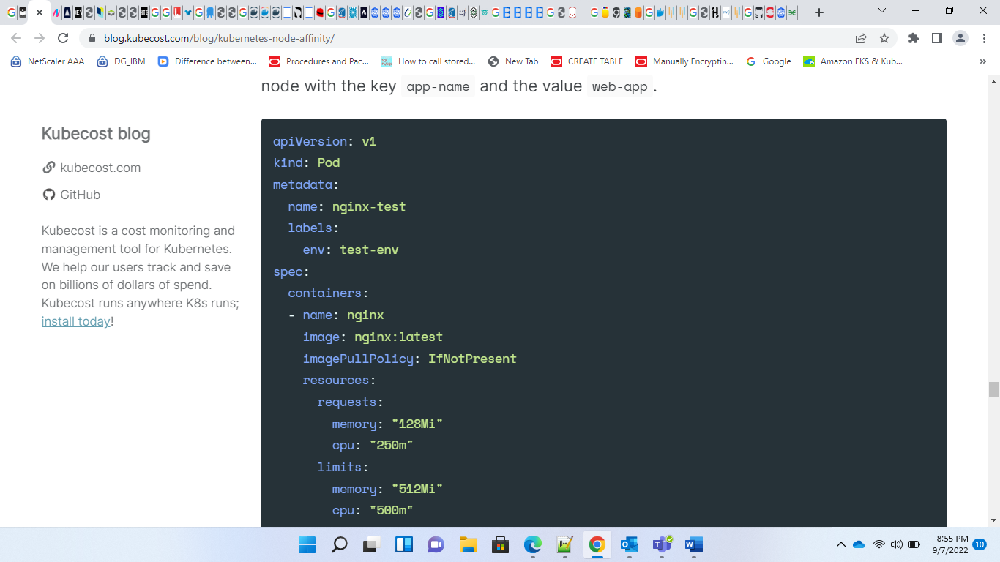 blog.kubecost.com/blog/kubernetes-node-affinity/
NetScaler AAA
DG_IBM
Difference between...
Procedures and Pac...
How to call stored...
New Tab
CREATE TABLE
Manually Encryptin...
Google
Amazon EKS & Kub...
»
node with the key app-name and the value web-app.
Kubecost blog
kubecost.com
GitHub
Kubecost is a cost monitoring and
management tool for Kubernetes.
We help our users track and save
on billions of dollars of spend.
Kubecost runs anywhere K8s runs;
install today!
apiVersion: v1
kind: Pod
metadata:
  name: nginx-test
  labels:
    env: test-env
spec:
  containers:
  - name: nginx
    image: nginx:latest
    imagePullPolicy: IfNotPresent
    resources:
      requests:
        memory: "128Mi"
        cpu: "250m"
      limits:
        memory: "512Mi"
        cpu: "500m"
8:55 PM
9/7/2022
10